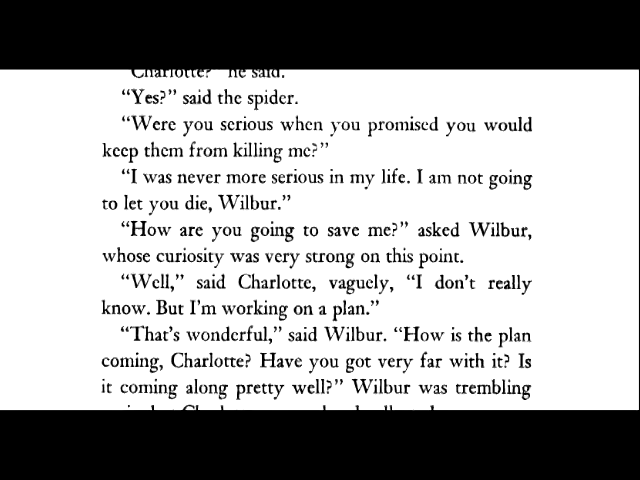 "Charlotte?" he said.
"Yes?" said the spider.
"Were you serious when you promised you would
keep them from killing me?"
"I was never more serious in my life. I am not going
to let you die, Wilbur."
"How are you going to save me?" asked Wilbur,
whose curiosity was very strong on this point.
"Well," said Charlotte, vaguely, "I don't really
know. But I'm working on a plan."
"That's wonderful," said Wilbur. "How is the plan
coming, Charlotte? Have you got very far with it? Is
it coming along pretty well?" Wilbur was trembling